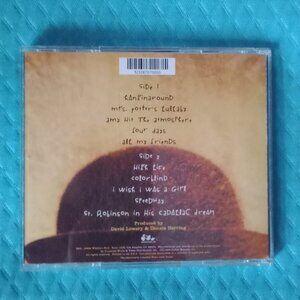 Side 1
hanginaround
mrs. potter's lullaby
amy hit the atmosphere
four days
all my friends
Side 2
High life
colorblind
i wish i was a girl
speedway
st. Robinson in his cadillac dream
Produced by
David Lowery & Dennis Herring